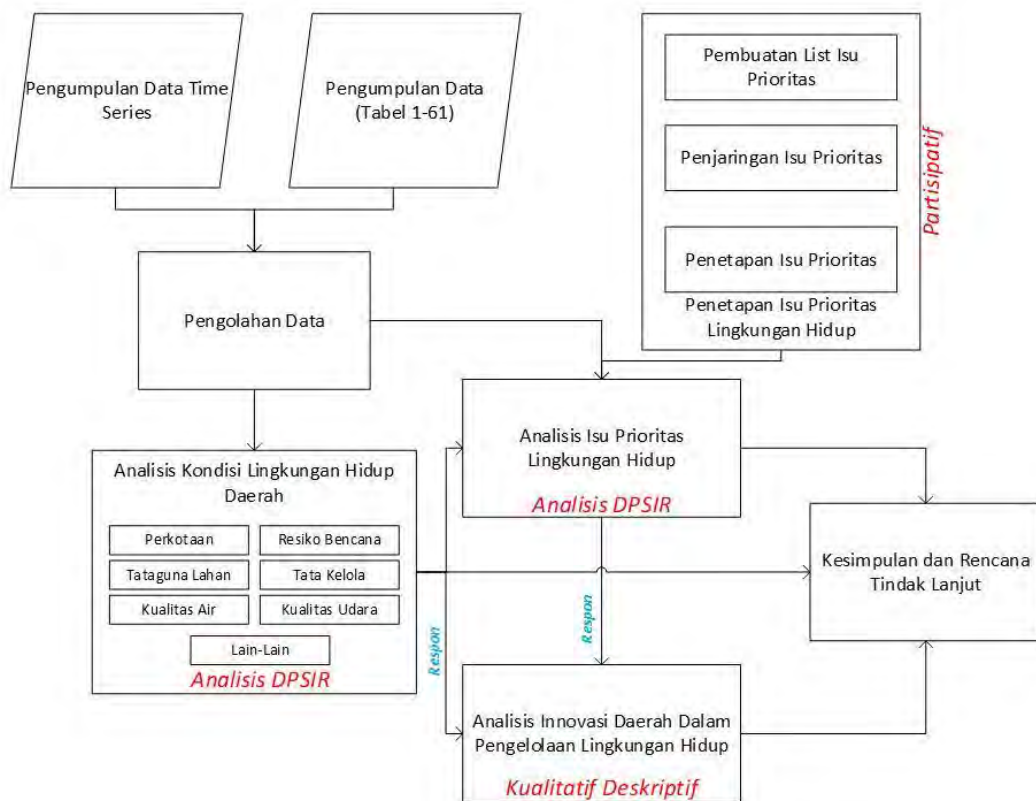 Pengumpulan Data Time
Series
Pengumpulan Data
(Tabel 1-61)
Pembuatan List Isu
Prioritas
Penjaringan Isu Prioritas
Penetapan Isu Prioritas
Penetapan Isu Prioritas
Lingkungan Hidup
Partisipatif
Pengolahan Data
Analisis Isu Prioritas
Lingkungan Hidup
Analisis DPSIR
Analisis Kondisi Lingkungan Hidup
Daerah
Perkotaan
Resiko Bencana
Tataguna Lahan
Tata Kelola
Kualitas Air
Kualitas Udara
Lain-Lain
Analisis DPSIR
Respon
Respon
Kesimpulan dan Rencana
Tindak Lanjut
Analisis Innovasi Daerah Dalam
Pengelolaan Lingkungan Hidup
Kualitatif Deskriptif